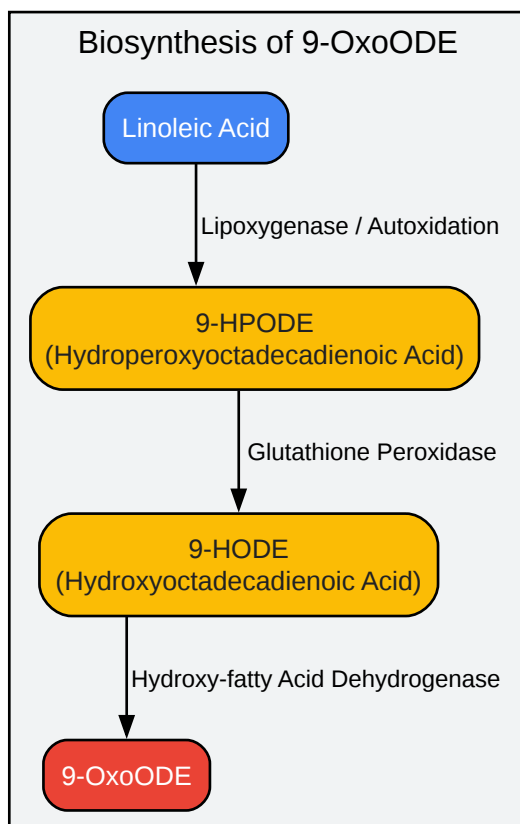 Biosynthesis of 9-OxoODE
Linoleic Acid
Lipoxygenase / Autoxidation
9-HPODE
(Hydroperoxyoctadecadienoic Acid)
Glutathione Peroxidase
9-HODE
(Hydroxyoctadecadienoic Acid)
Hydroxy-fatty Acid Dehydrogenase
9-OxoODE